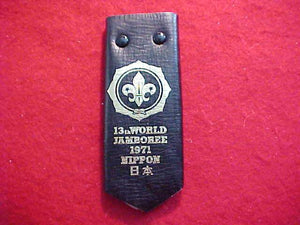 13th WORLD
JAMBOREE
1971
NIPPON
日本